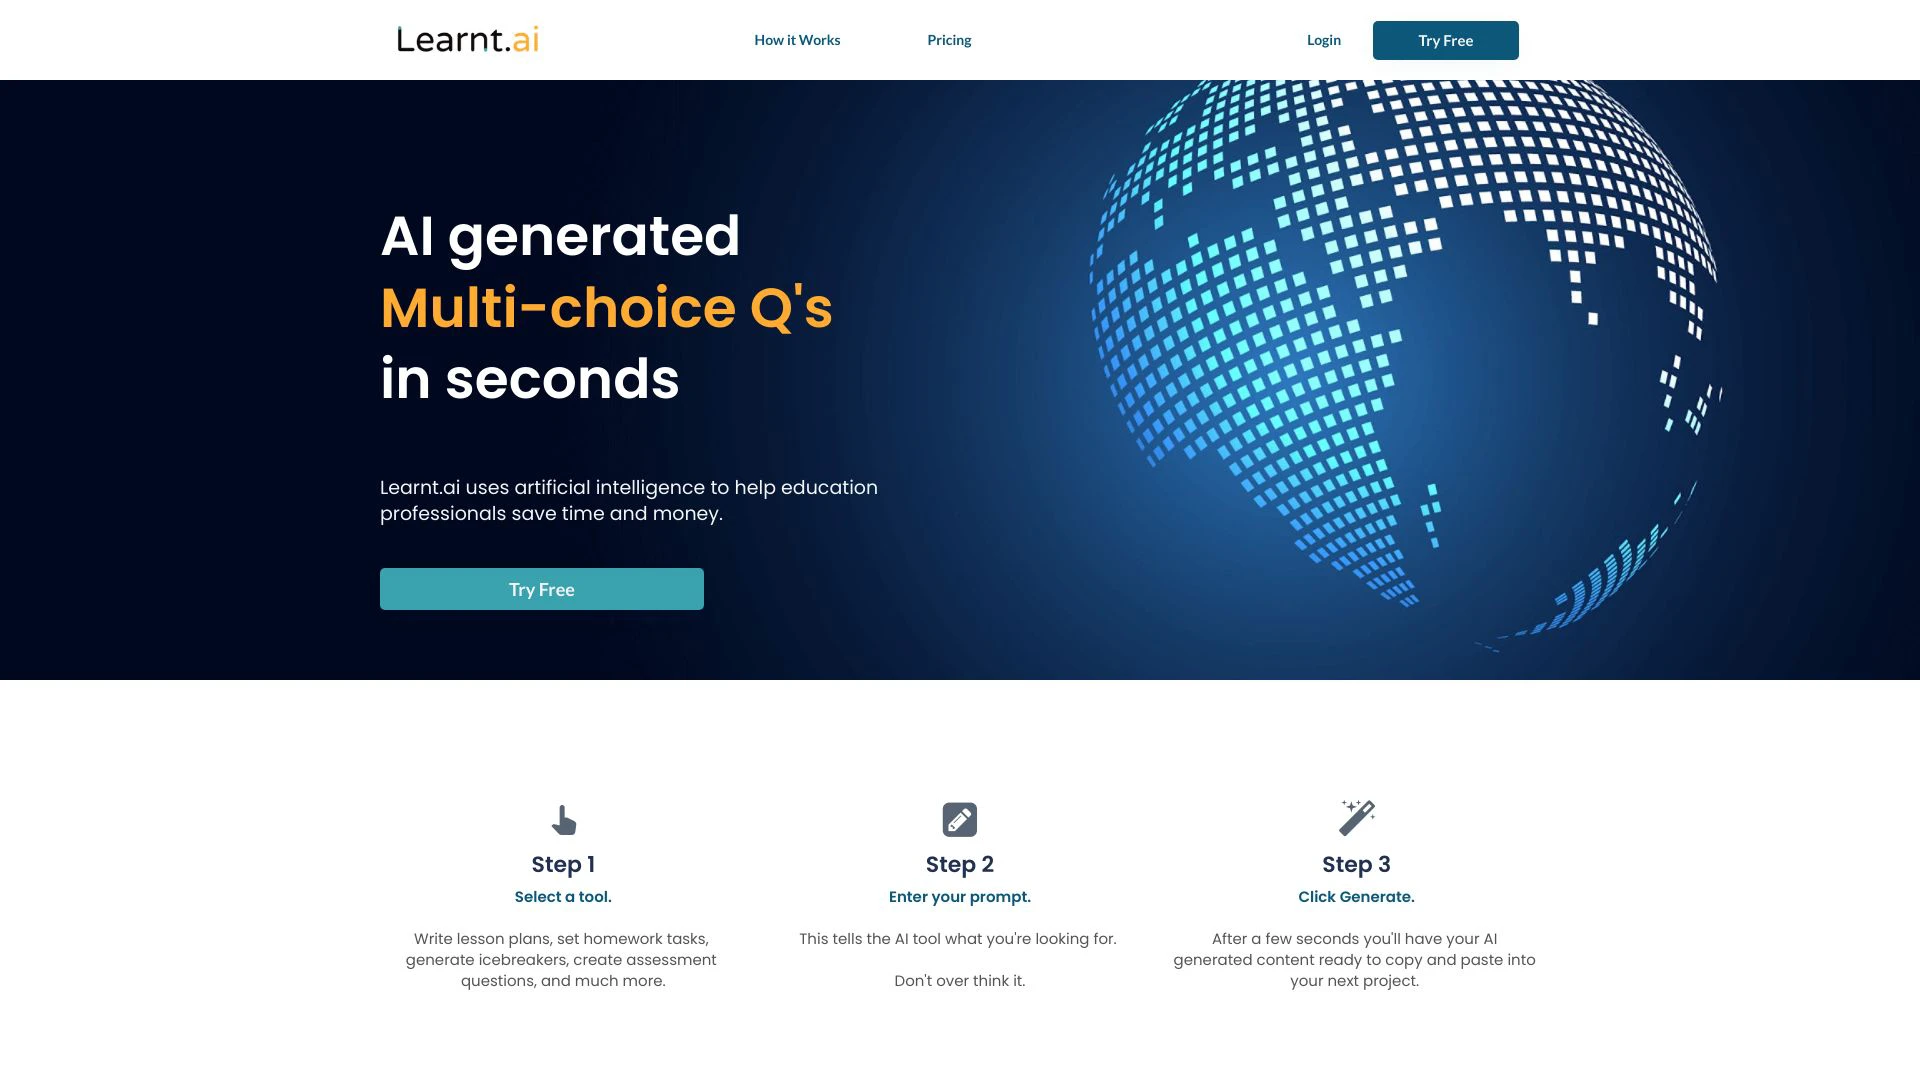 Learnt.ai
How it Works
Pricing
Login
Try Free
AI generated
Multi-choice Q's
in seconds
Learnt.ai uses artificial intelligence to help education
professionals save time and money.
Try Free
Step 1
Select a tool.
Write lesson plans, set homework tasks,
generate icebreakers, create assessment
questions, and much more.
Step 2
Enter your prompt.
This tells the AI tool what you're looking for.
Don't over think it.
Step 3
Click Generate.
After a few seconds you'll have your AI
generated content ready to copy and paste into
your next project.